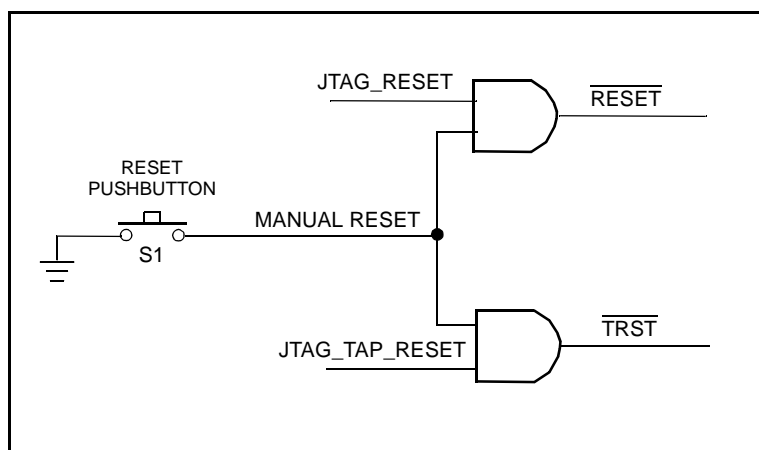 JTAG_RESET
RESET
RESET
PUSHBUTTON
MANUAL RESET
S1
TRST
JTAG_TAP_RESET